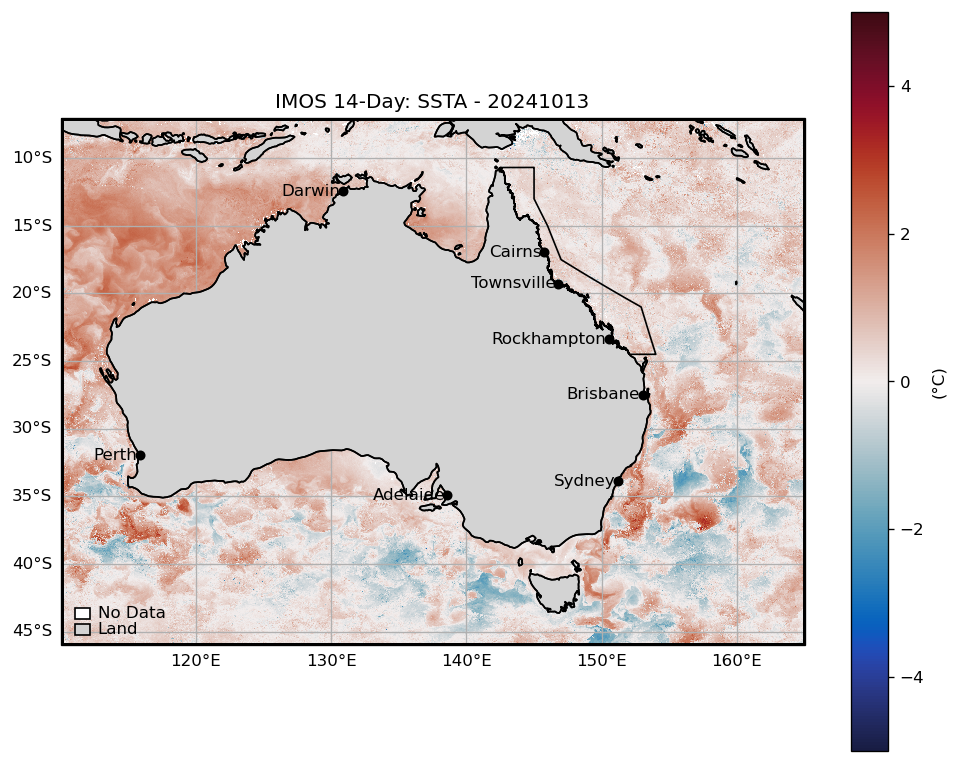 IMOS 14-Day: SSTA - 20241013
4
10°S
Darwin
15°S
2
Cairns
Townsville
20°S
Rockhampton
25°S
0
(°C)
Brisbane
30°S
Perth
Sydney
35°S
Adelaide
−2
40°S
No Data
Land
45°S
120°E 130°E 140°E 150°E 160°E
−4